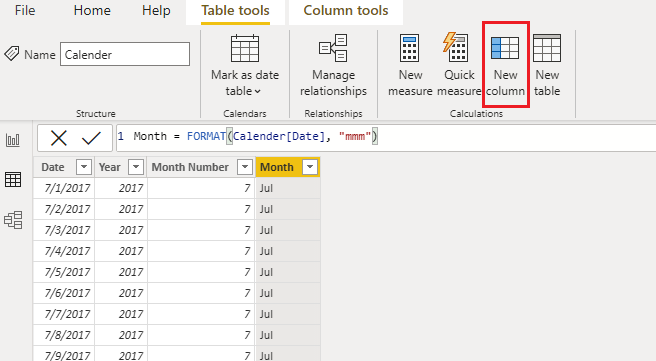 File Home Help Table tools Column tools
Name Calender
Mark as date Manage New Quick New New
table relationships measure measure column table
Structure Calendars Relationships Calculations
1 Month = FORMAT(Calender[Date], "mmm")
Date Year Month Number Month
7/1/2017 2017 7 Jul
7/2/2017 2017 7 Jul
7/3/2017 2017 7 Jul
7/4/2017 2017 7 Jul
7/5/2017 2017 7 Jul
7/6/2017 2017 7 Jul
7/7/2017 2017 7 Jul
7/8/2017 2017 7 Jul
7/9/2017 2017 7 Jul